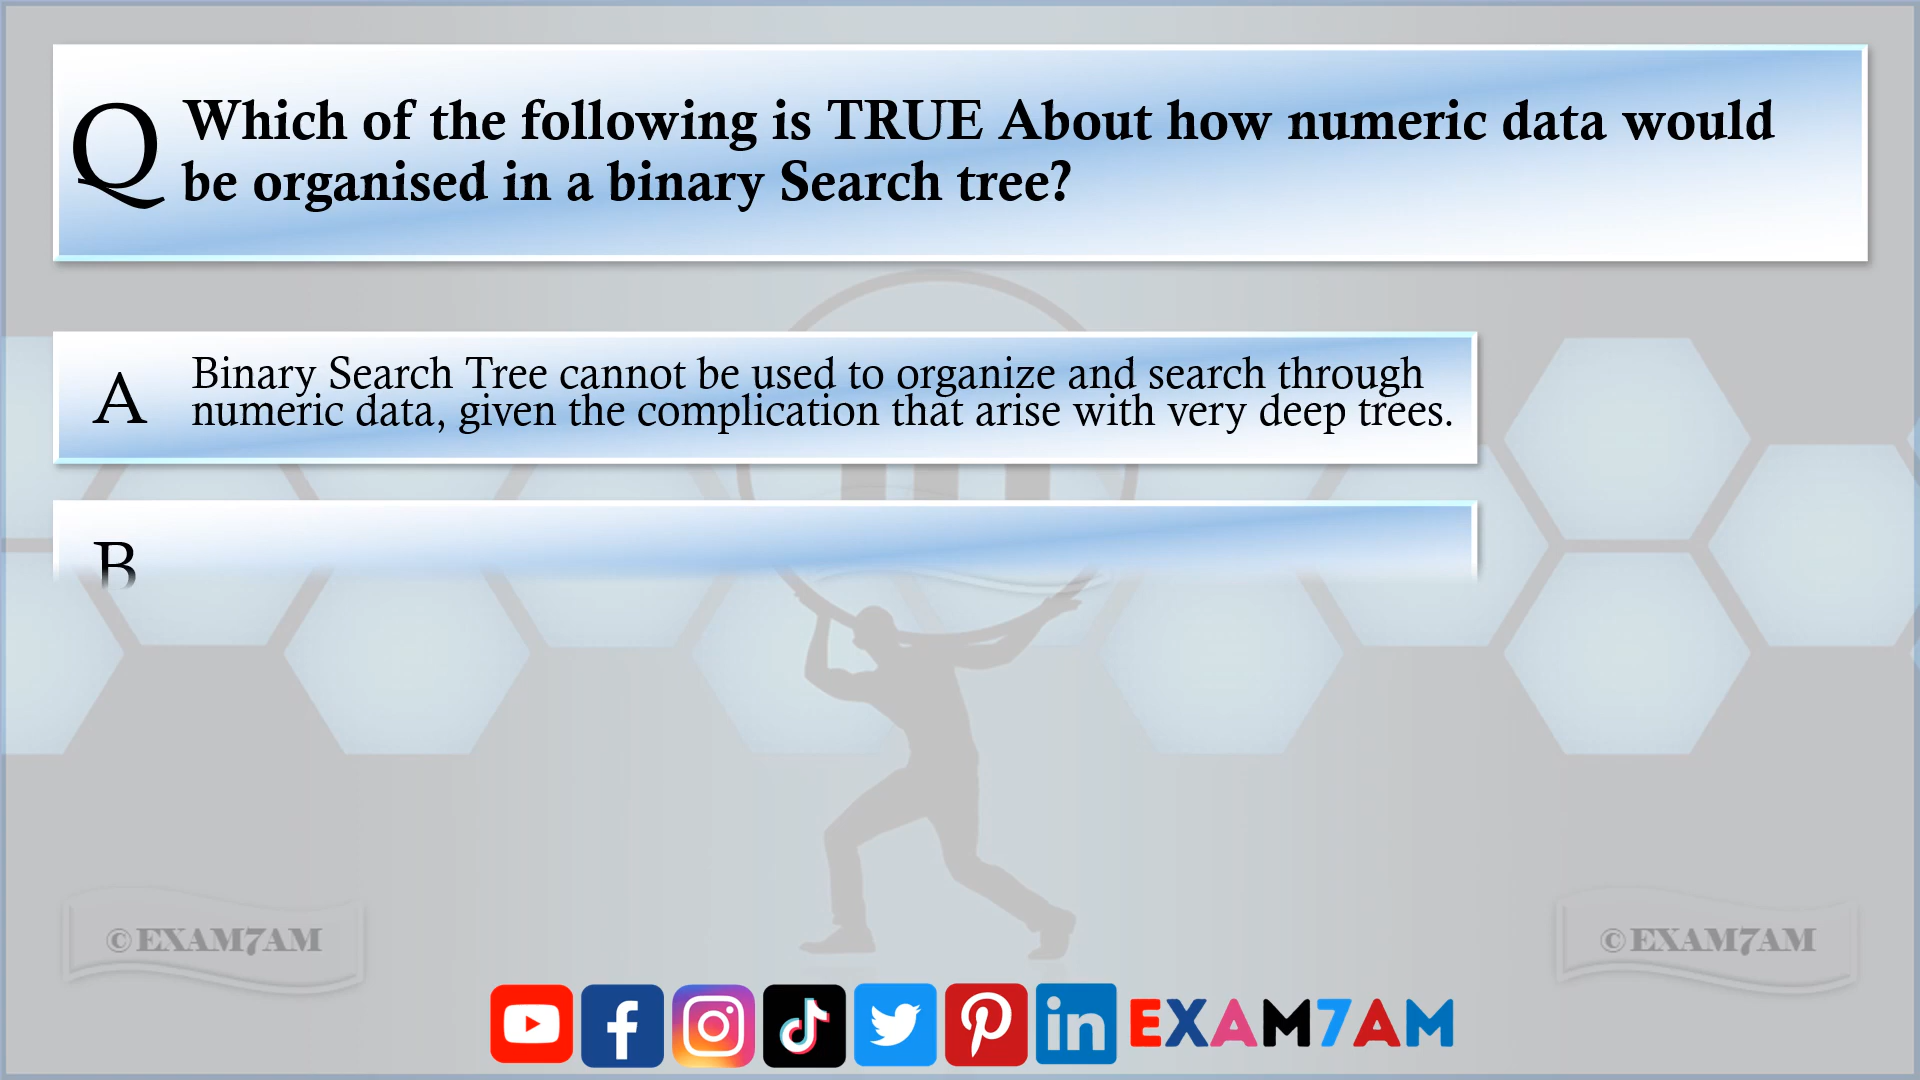 Q
Which of the following is TRUE About how numeric data would
be organised in a binary Search tree?
A
Binary Search Tree cannot be used to organize and search through
numeric data, given the complication that arise with very deep trees.
B
©EXAM7AM
©EXAM7AM
EXAM7AM